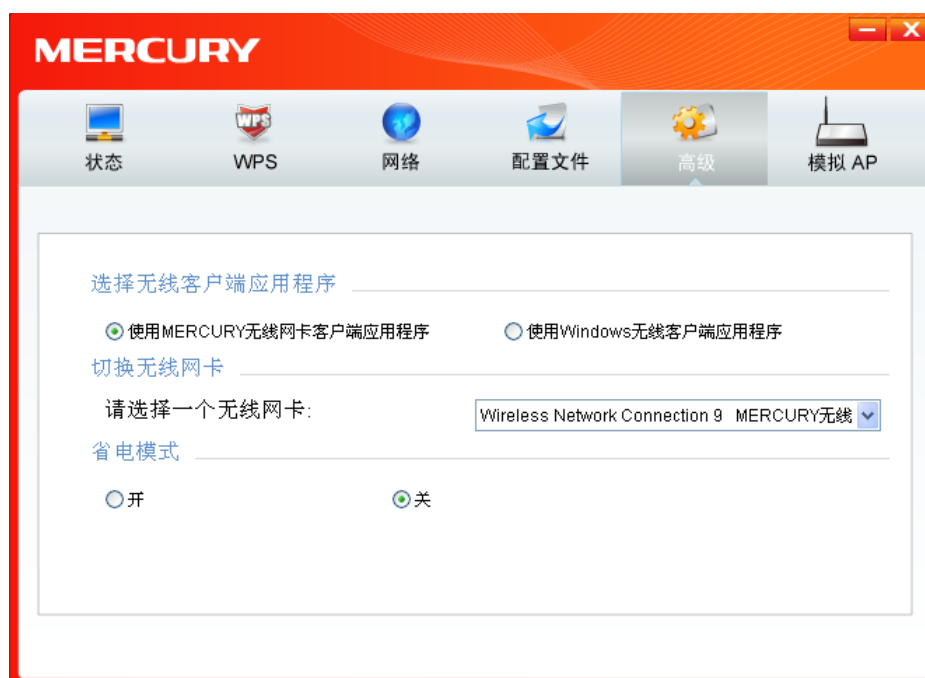 MERCURY
状态 WPS 网络 配置文件 高级 模拟 AP
选择无线客户端应用程序
使用MERCURY无线网卡客户端应用程序 使用Windows无线客户端应用程序
切换无线网卡
请选择一个无线网卡: Wireless Network Connection 9 MERCURY无线
省电模式
开 关